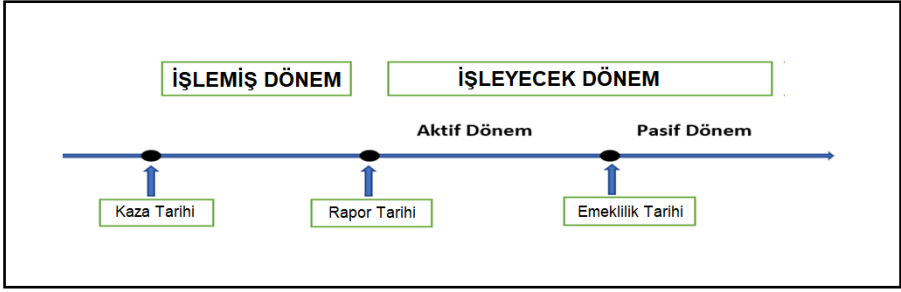 İŞLEMİŞ DÖNEM İŞLEYECEK DÖNEM
Aktif Dönem Pasif Dönem
Kaza Tarihi Rapor Tarihi Emeklilik Tarihi